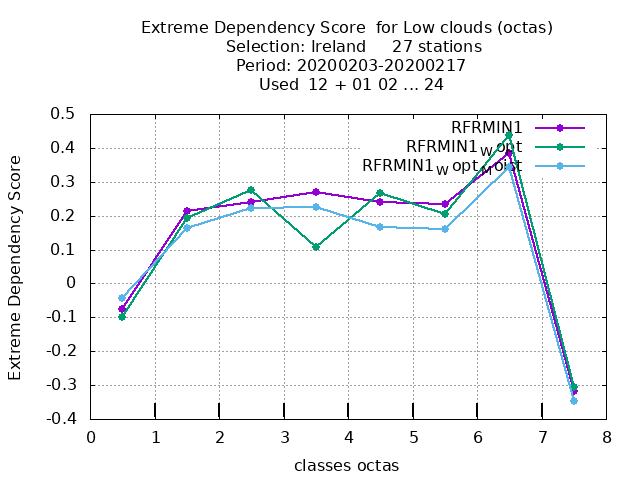 Extreme Dependency Score  for Low clouds (octas)
Selection: Ireland     27 stations
Period: 20200203-20200217
Used  12 + 01 02 ... 24
Extreme Dependency Score
0.5
0.4
0.3
0.2
0.1
0
-0.1
-0.2
-0.3
-0.4
RFRMIN1
RFRMIN1Wopt
RFRMIN1WoptMoist
0 1 2 3 4 5 6 7 8
classes octas